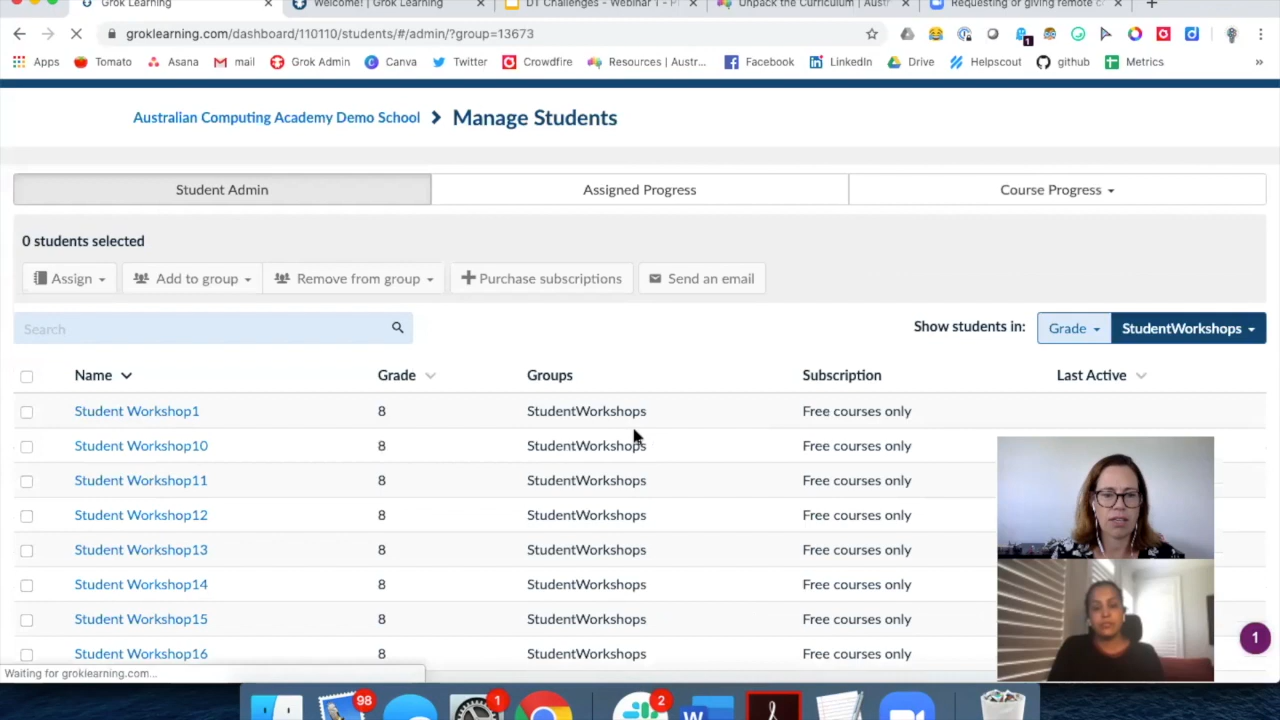 Grok Learning
Welcome! | Grok Learning
DT Challenges - Webinar 1 - P
Unpack the Curriculum | Aust
Requesting or giving remote c
groklearning.com/dashboard/110110/students/#/admin/?group=13673
1
Apps Tomato Asana mail Grok Admin Canva Twitter Crowdfire Resources | Austr... Facebook LinkedIn Drive Helpscout github Metrics »
Australian Computing Academy Demo School Manage Students
Student Admin Assigned Progress Course Progress
0 students selected
Assign Add to group Remove from group Purchase subscriptions Send an email
Search Show students in: Grade StudentWorkshops
Name Grade Groups Subscription Last Active
Student Workshop1 8 StudentWorkshops Free courses only
Student Workshop10 8 StudentWorkshops Free courses only
Student Workshop11 8 StudentWorkshops Free courses only
Student Workshop12 8 StudentWorkshops Free courses only
Student Workshop13 8 StudentWorkshops Free courses only
Student Workshop14 8 StudentWorkshops Free courses only
Student Workshop15 8 StudentWorkshops Free courses only
Student Workshop16 8 StudentWorkshops Free courses only
1
Waiting for groklearning.com...
98 1 2 W